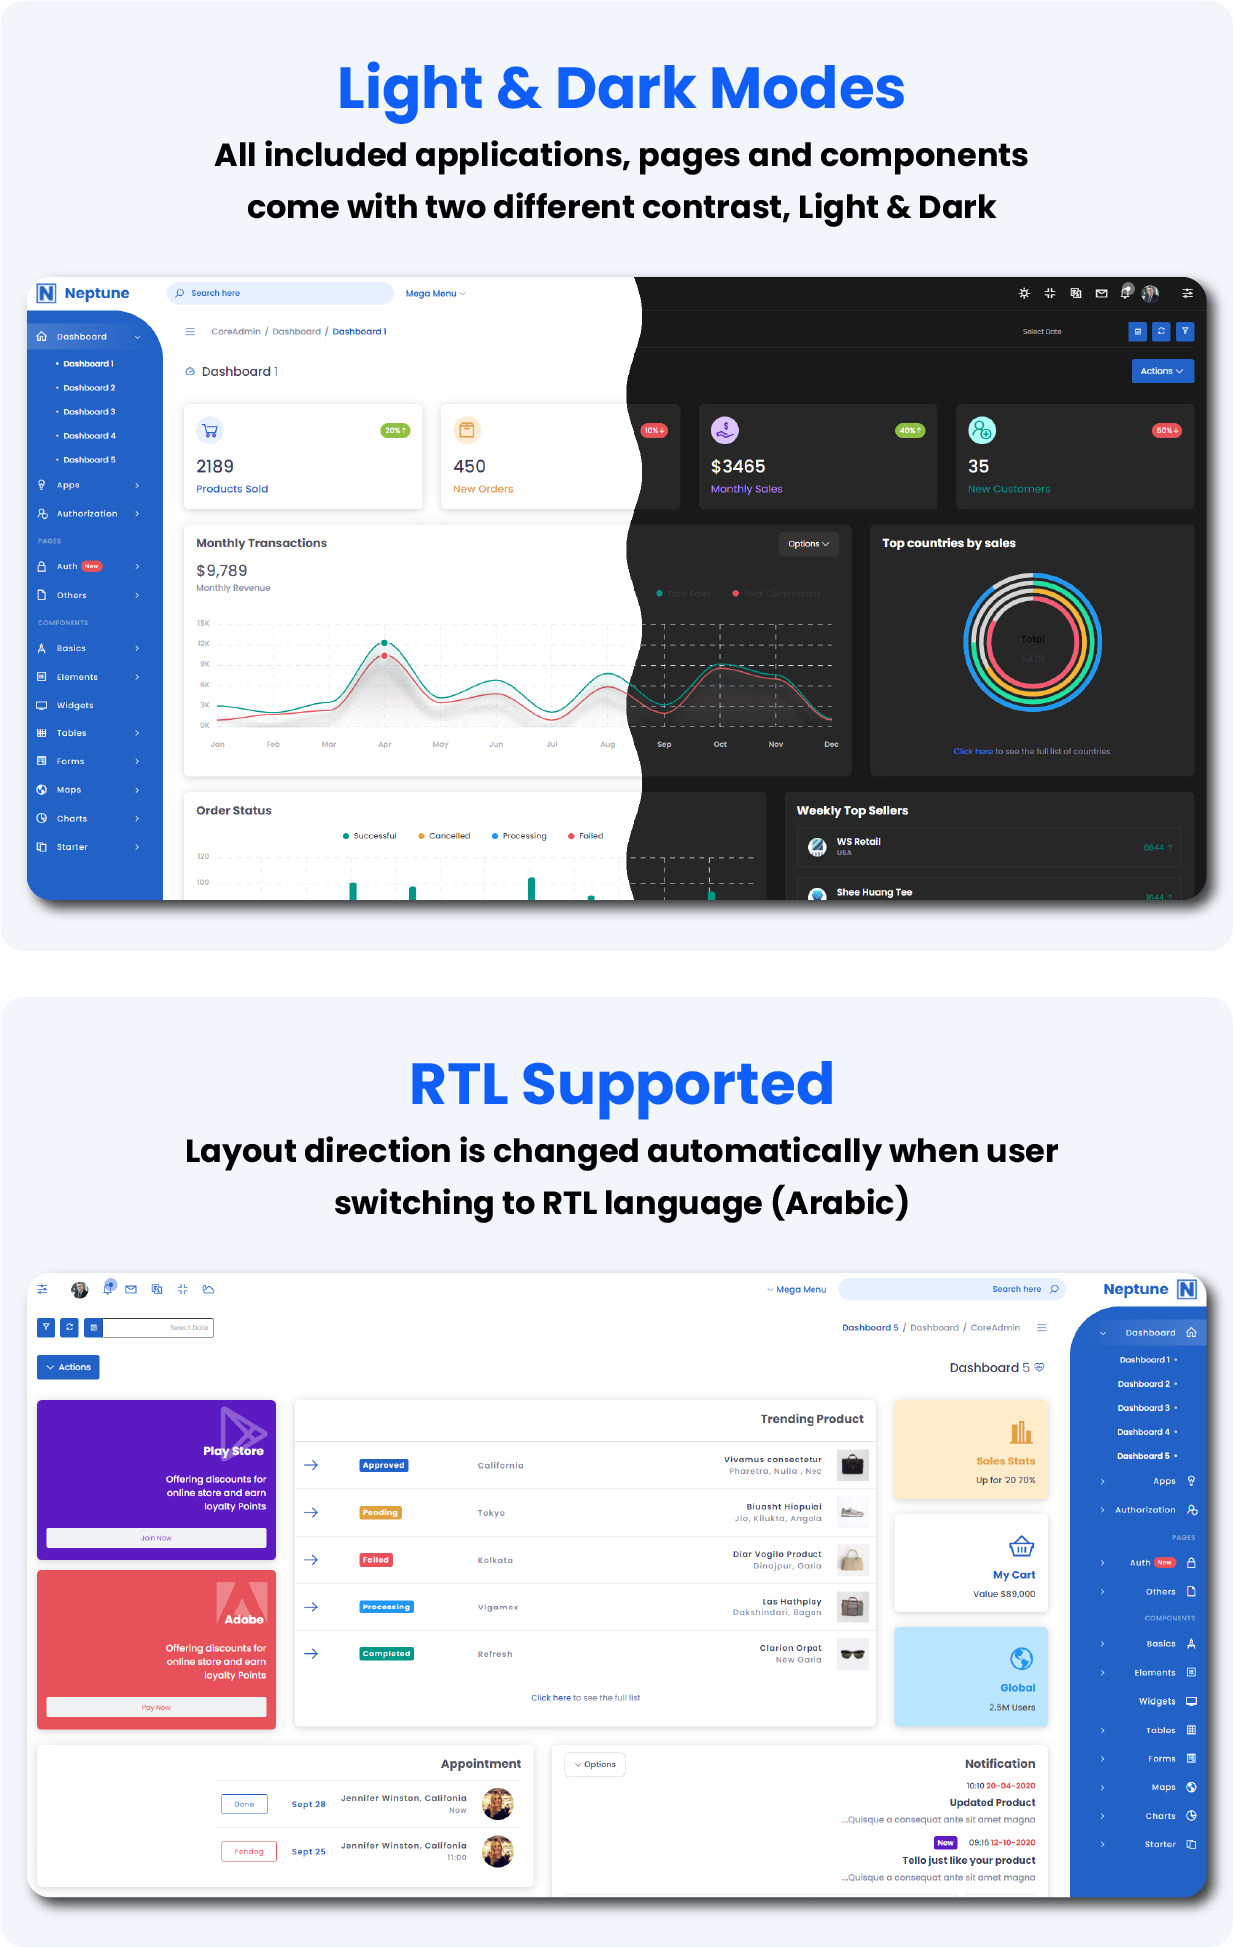 Light & Dark Modes
All included applications, pages and components
come with two different contrast, Light & Dark
Neptune
Search here
Mega Menu
Dashboard
Dashboard 1
Dashboard 2
Dashboard 3
Dashboard 4
Dashboard 5
Apps
Authorization
PAGES
Auth New
Others
COMPONENTS
Basics
Elements
Widgets
Tables
Forms
Maps
Charts
Starter
CoreAdmin / Dashboard / Dashboard 1
Select Date
Dashboard 1
Actions
20% ↑
2189
Products Sold
10% ↓
450
New Orders
40% ↑
$3465
Monthly Sales
50% ↓
35
New Customers
Monthly Transactions
$9,789
Monthly Revenue
Options
Total Sales
Total Commissions
15K
12K
9K
6K
3K
0K
Jan Feb Mar Apr May Jun Jul Aug Sep Oct Nov Dec
Top countries by sales
Total
Click here to see the full list of countries
Order Status
Successful Cancelled Processing Failed
120
100
Weekly Top Sellers
WS Retail
USA
6644 ↑
Shee Huang Tee
1644 ↑
RTL Supported
Layout direction is changed automatically when user
switching to RTL language (Arabic)
Mega Menu
Search here
Neptune
Select Date
Dashboard 5 / Dashboard / CoreAdmin
Actions
Dashboard 5
Dashboard
Dashboard 1
Dashboard 2
Dashboard 3
Dashboard 4
Dashboard 5
Apps
Authorization
PAGES
Auth New
Others
COMPONENTS
Basics
Elements
Widgets
Tables
Forms
Maps
Charts
Starter
Play Store
Offering discounts for
online store and earn
loyalty Points
Join Now
Adobe
Offering discounts for
online store and earn
loyalty Points
Pay Now
Trending Product
Approved California Vivamus consectetur
Pharetra, Nulla , Nec
Pending Tokyo Biuasht Hiopuiai
Jio, Kilukta, Angola
Failed Kolkata Diar Vogilo Product
Dinajpur, Garia
Processing Vigamox Las Hathplay
Dakshindari, Bagan
Completed Refresh Clarion Orpat
New Garia
Click here to see the full list
Sales Stats
Up for '20 70%
My Cart
Value $89,000
Global
2.5M Users
Appointment
Done Sept 28 Jennifer Winston, Califonia
Now
Pendng Sept 25 Jennifer Winston, Califonia
11:00
Options
Notification
10:10 20-04-2020
Updated Product
...Quisque a consequat ante sit amet magna
New 09:16 12-10-2020
Tello just like your product
...Quisque a consequat ante sit amet magna